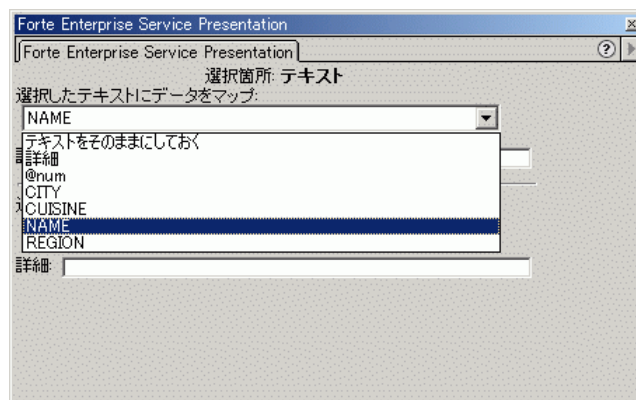 Forte Enterprise Service Presentation
Forte Enterprise Service Presentation
選択箇所: テキスト
選択したテキストにデータをマップ:
NAME
テキストをそのままにしておく
詳細
@num
CITY
CUISINE
NAME
REGION
詳細: